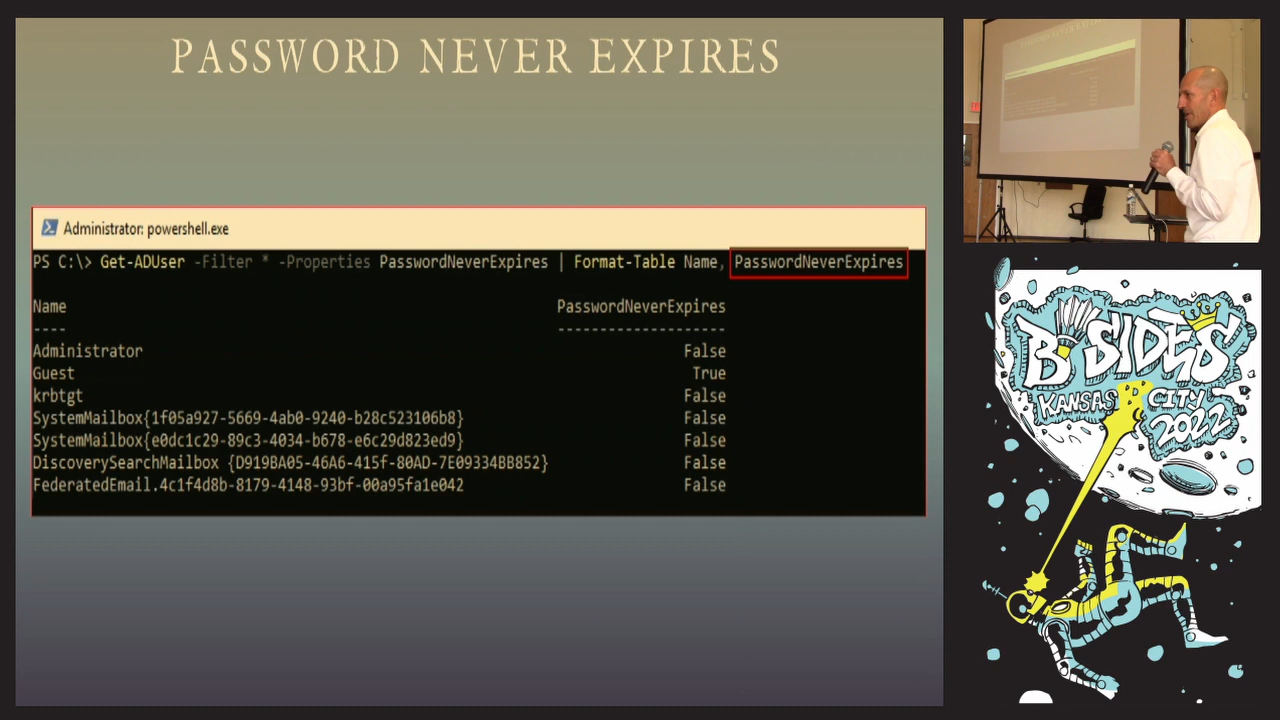 PASSWORD NEVER EXPIRES
Administrator: powershell.exe
PS C:\> Get-ADUser -Filter * -Properties PasswordNeverExpires | Format-Table Name, PasswordNeverExpires
Name PasswordNeverExpires
---- --------------------
Administrator False
Guest True
krbtgt False
SystemMailbox{1f05a927-5669-4ab0-9240-b28c523106b8} False
SystemMailbox{e0dc1c29-89c3-4034-b678-e6c29d823ed9} False
DiscoverySearchMailbox {D919BA05-46A6-415f-80AD-7E09334BB852} False
FederatedEmail.4c1f4d8b-8179-4148-93bf-00a95fa1e042 False
BSIDES
KANSAS CITY
2022